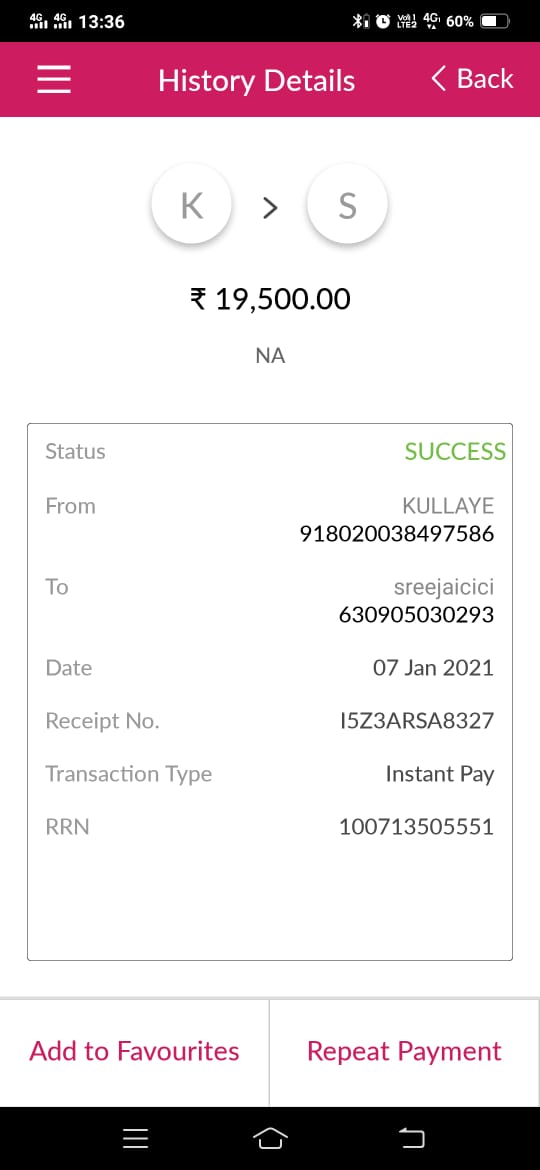 4G 4G 13:36 4G 60%
History Details
Back
K > S
₹ 19,500.00
NA
Status SUCCESS
From KULLAYE
918020038497586
To sreejaicici
630905030293
Date 07 Jan 2021
Receipt No. I5Z3ARSA8327
Transaction Type Instant Pay
RRN 100713505551
Add to Favourites Repeat Payment